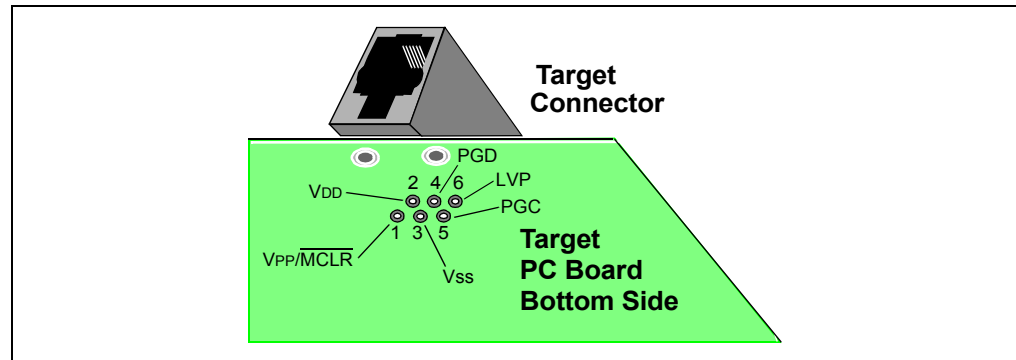 Target
Connector
PGD
2 4 6
LVP
VDD
PGC
1 3 5
VPP/MCLR
Vss
Target
PC Board
Bottom Side